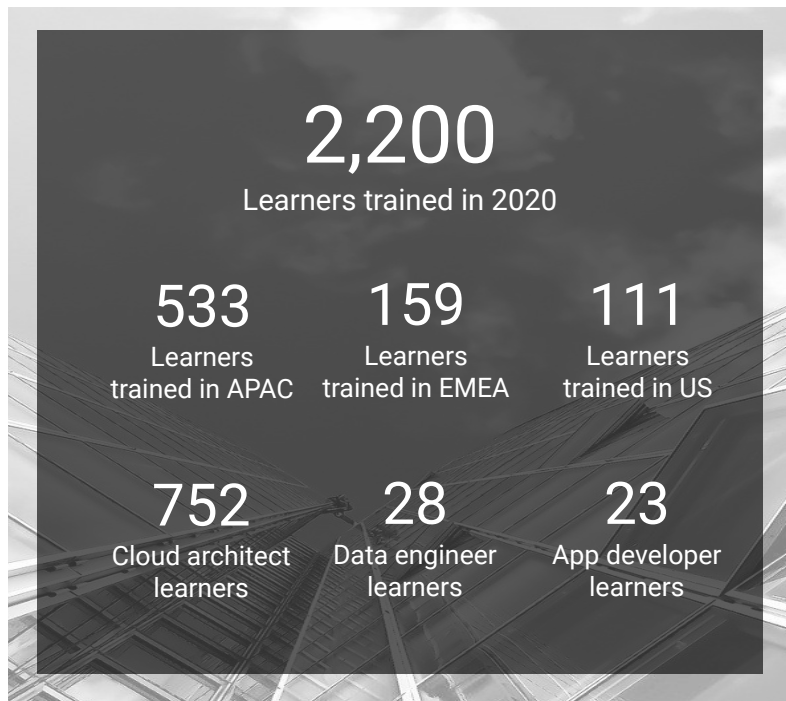 2,200
Learners trained in 2020
533
Learners
trained in APAC
159
Learners
trained in EMEA
111
Learners
trained in US
752
Cloud architect
learners
28
Data engineer
learners
23
App developer
learners